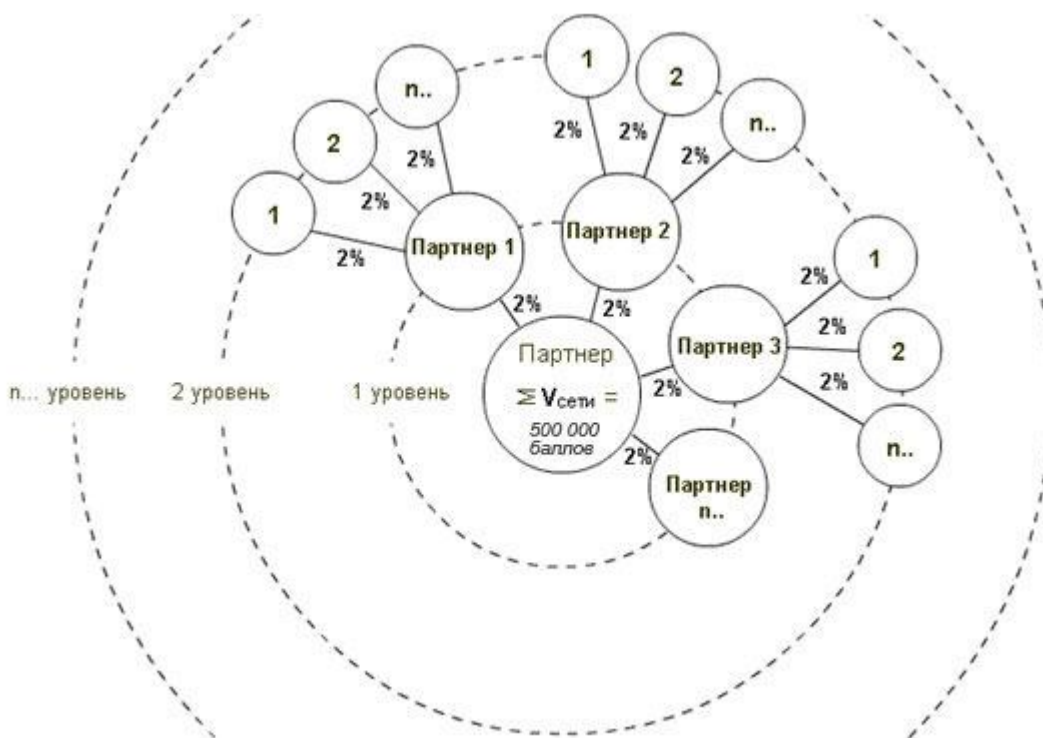 1
2
n..
n..
2
1
2%
2%
2%
2%
2%
2%
Партнер 1
Партнер 2
1
2%
2%
2
2%
n..
2%
2%
Партнер 3
2%
Партнер
Σ Vсети =
500 000
баллов
2%
Партнер
n..
n... уровень
2 уровень
1 уровень